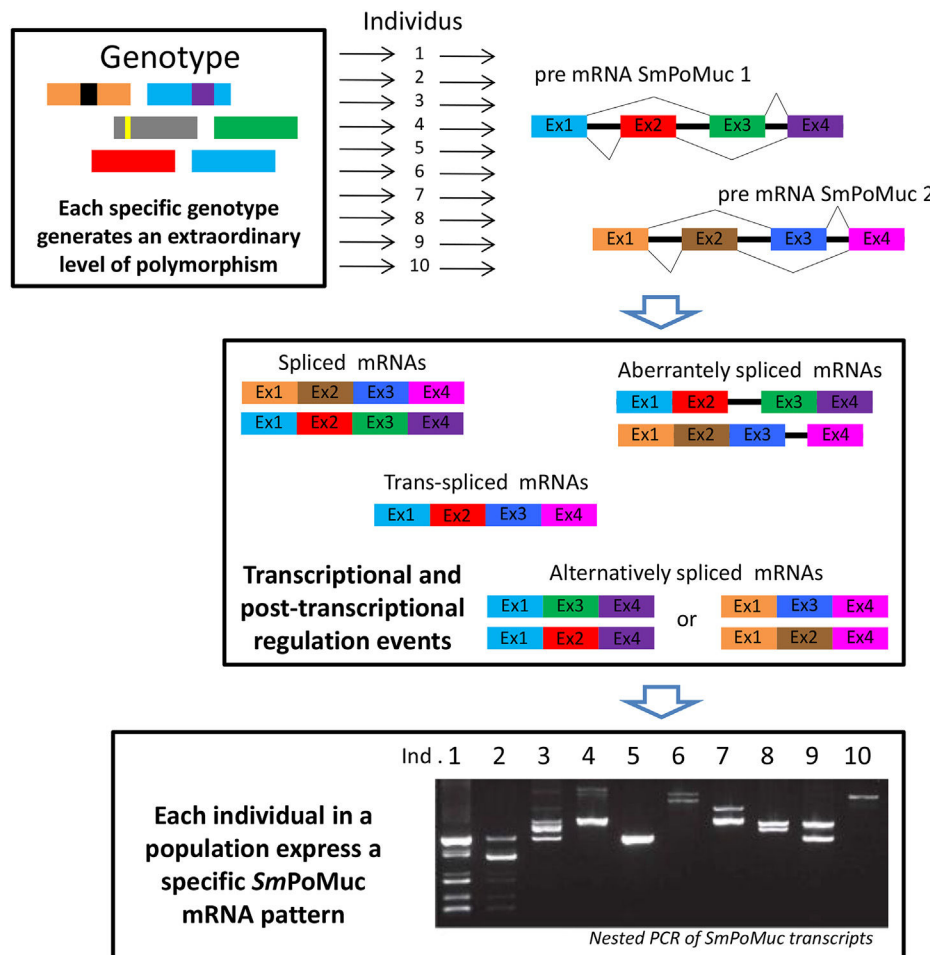 Individus
Genotype
Each specific genotype
generates an extraordinary
level of polymorphism
1
2
3
4
5
6
7
8
9
10
pre mRNA SmPoMuc 1
Ex1 Ex2 Ex3 Ex4
pre mRNA SmPoMuc 2
Ex1 Ex2 Ex3 Ex4
Spliced mRNAs
Ex1 Ex2 Ex3 Ex4
Ex1 Ex2 Ex3 Ex4
Aberrantely spliced mRNAs
Ex1 Ex2 Ex3 Ex4
Ex1 Ex2 Ex3 Ex4
Trans-spliced mRNAs
Ex1 Ex2 Ex3 Ex4
Transcriptional and
post-transcriptional
regulation events
Alternatively spliced mRNAs
Ex1 Ex3 Ex4 or Ex1 Ex3 Ex4
Ex1 Ex2 Ex4 Ex1 Ex2 Ex4
Ind . 1 2 3 4 5 6 7 8 9 10
Each individual in a
population express a
specific SmPoMuc
mRNA pattern
Nested PCR of SmPoMuc transcripts